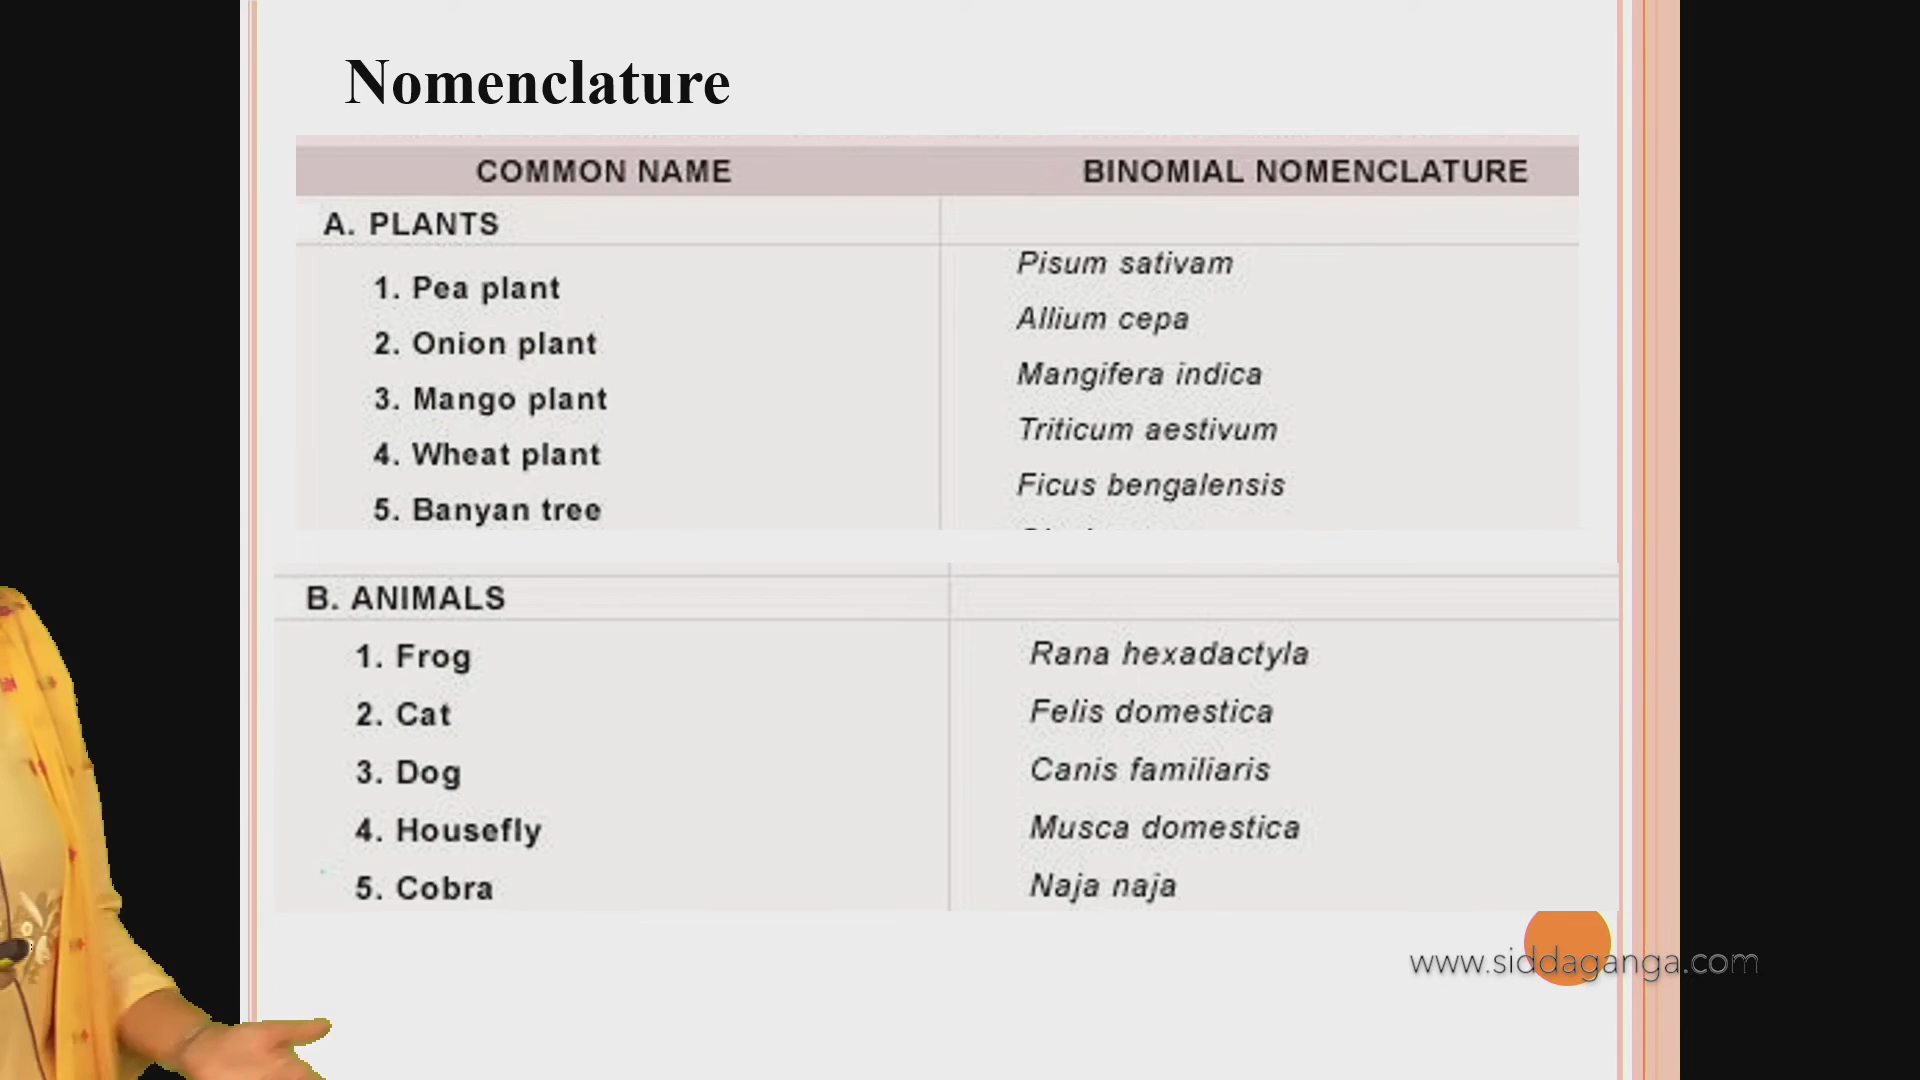 Nomenclature
COMMON NAME BINOMIAL NOMENCLATURE
A. PLANTS
1. Pea plant Pisum sativam
2. Onion plant Allium cepa
3. Mango plant Mangifera indica
4. Wheat plant Triticum aestivum
5. Banyan tree Ficus bengalensis
B. ANIMALS
1. Frog Rana hexadactyla
2. Cat Felis domestica
3. Dog Canis familiaris
4. Housefly Musca domestica
5. Cobra Naja naja
www.siddaganga.com